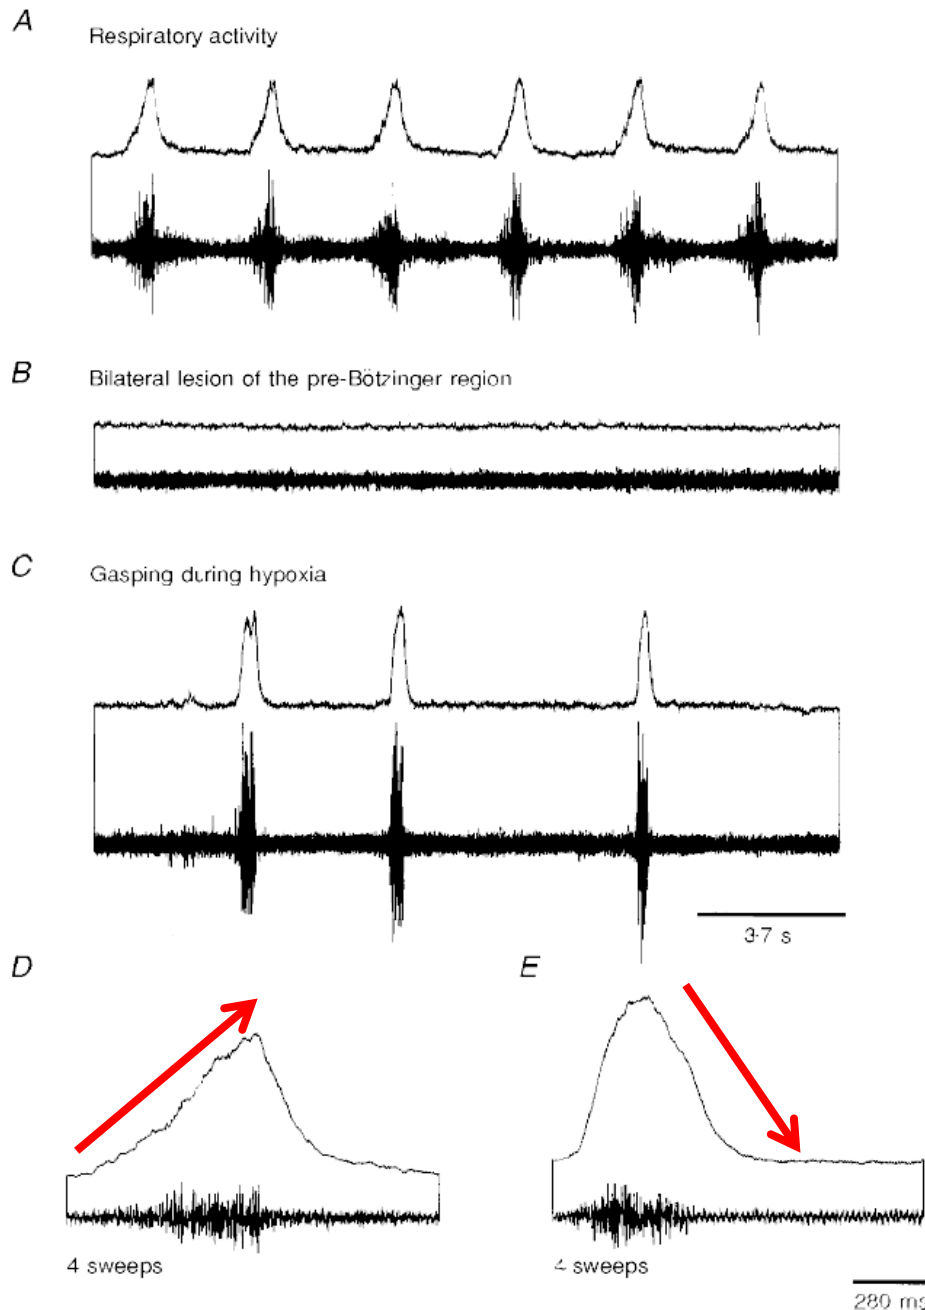 A
Respiratory activity
B
Bilateral lesion of the pre-Bötzinger region
C
Gasping during hypoxia
3·7 s
D
E
4 sweeps
4 sweeps
280 ms